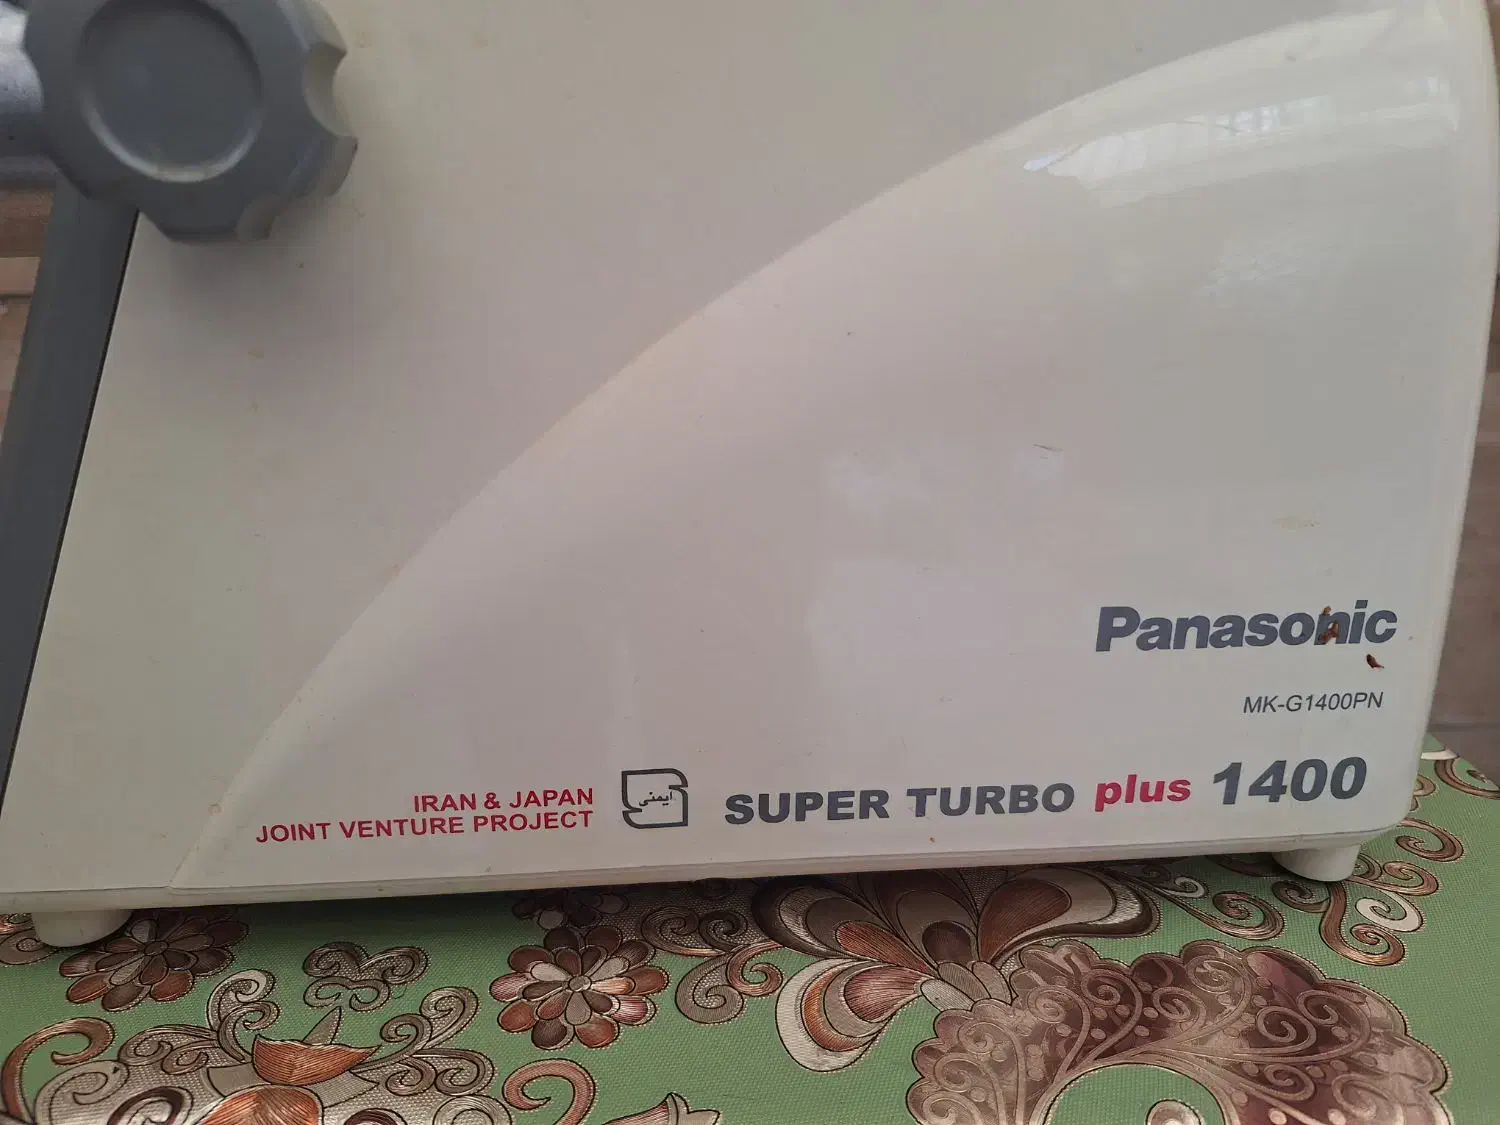 Panasonic
MK-G1400PN
IRAN & JAPAN
JOINT VENTURE PROJECT
ایمنی
SUPER TURBO plus 1400